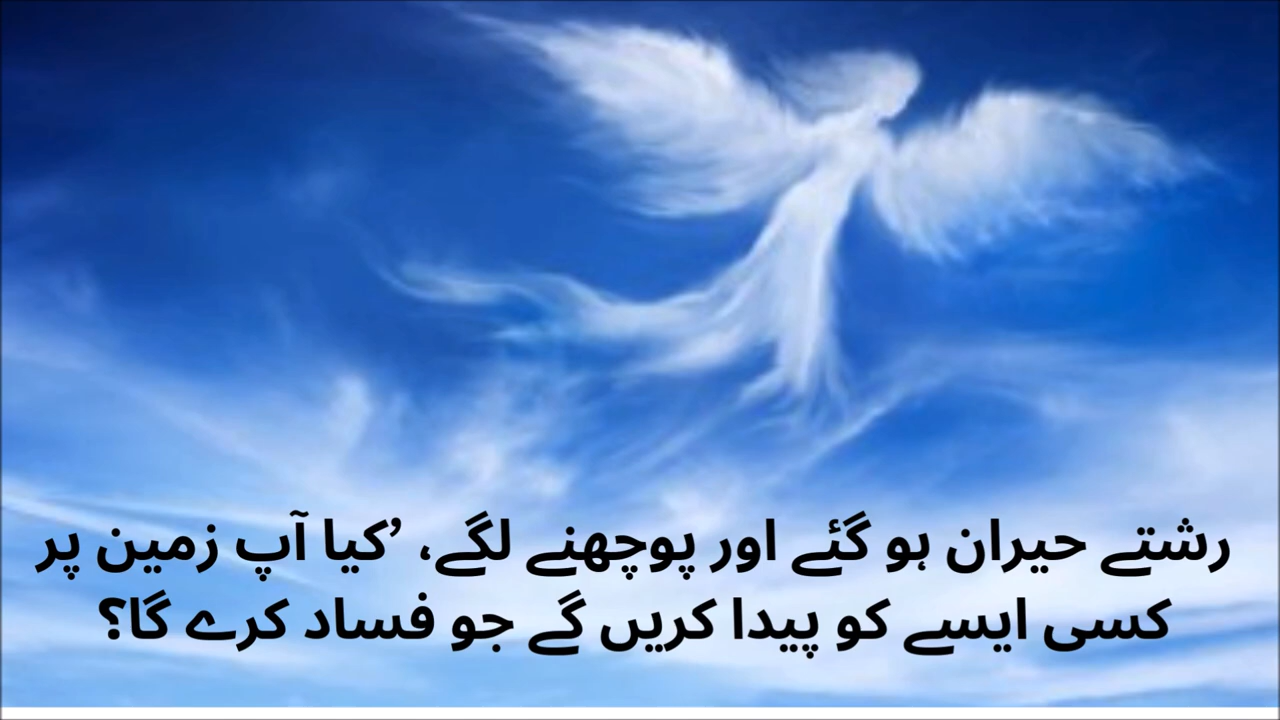 رشتے حیران ہو گئے اور پوچھنے لگے، ’کیا آپ زمین پر
کسی ایسے کو پیدا کریں گے جو فساد کرے گا؟